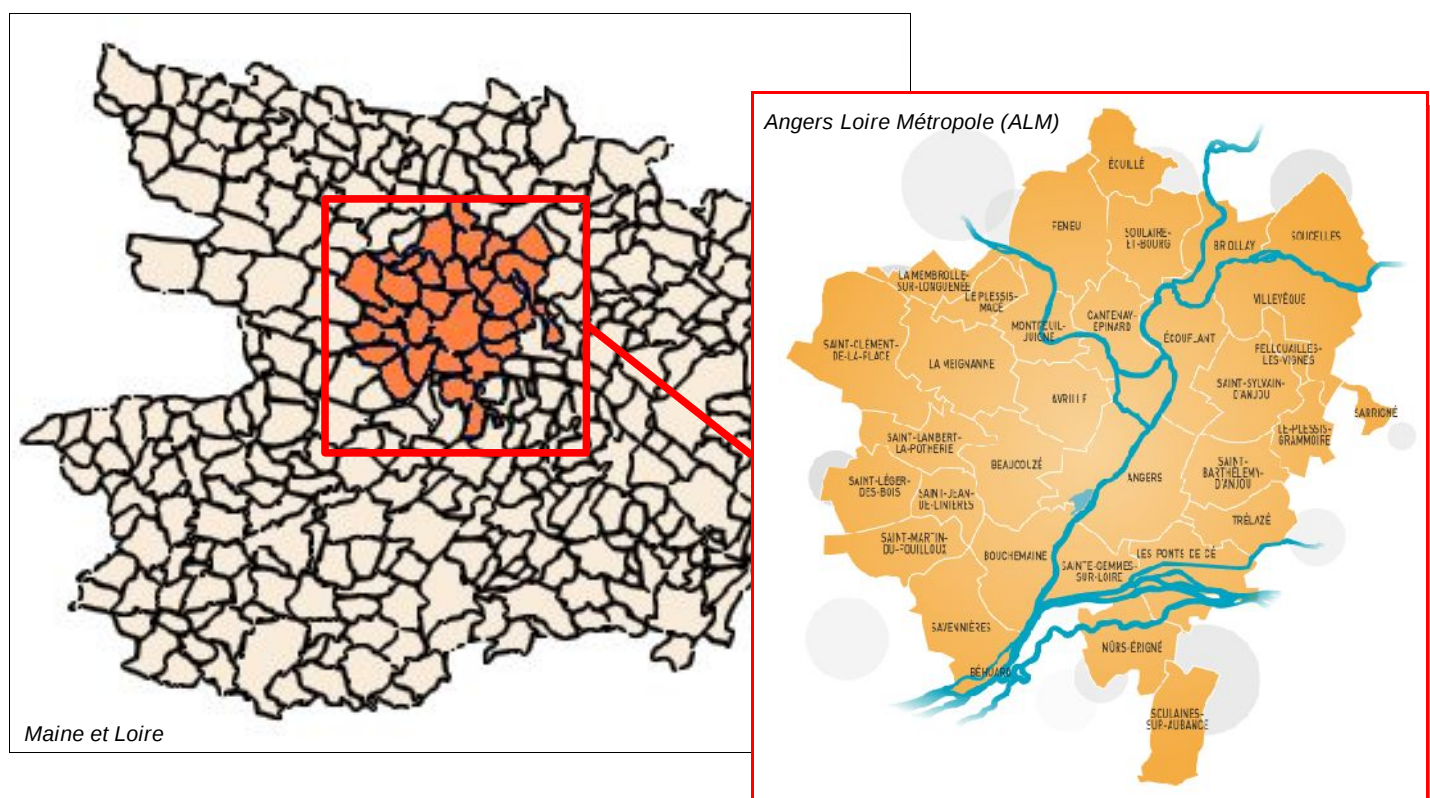 Angers Loire Métropole (ALM)
ÉCUILLÉ
FENEU
SOULAIRE-
ET-BOURG
BRIOLLAY
SOUCELLES
LA MEMBROLLE-
SUR-LONGUENÉE
LE PLESSIS-
MACÉ
VILLEVÊQUE
CANTENAY-
ÉPINARD
MONTREUIL-
JUIGNÉ
ÉCOUFLANT
SAINT-CLÉMENT-
DE-LA-PLACE
PELLOUAILLES-
LES-VIGNES
LA MEIGNANNE
SAINT-SYLVAIN-
D'ANJOU
AVRILLÉ
SARRIGNÉ
LE-PLESSIS-
GRAMMOIRE
SAINT-LAMBERT-
LA-POTHERIE
BEAUCOUZÉ
SAINT-
BARTHÉLEMY-
D'ANJOU
ANGERS
SAINT-LÉGER-
DES-BOIS
SAINT-JEAN-
DE-LINIÈRES
TRÉLAZÉ
SAINT-MARTIN-
DU-FOUILLOUX
BOUCHEMAINE
LES PONTS DE CÉ
SAINTE-GEMMES-
SUR-LOIRE
SAVENNIÈRES
MÛRS-ÉRIGNÉ
BÉHUARD
SOULAINES-
SUR-AUBANCE
Maine et Loire